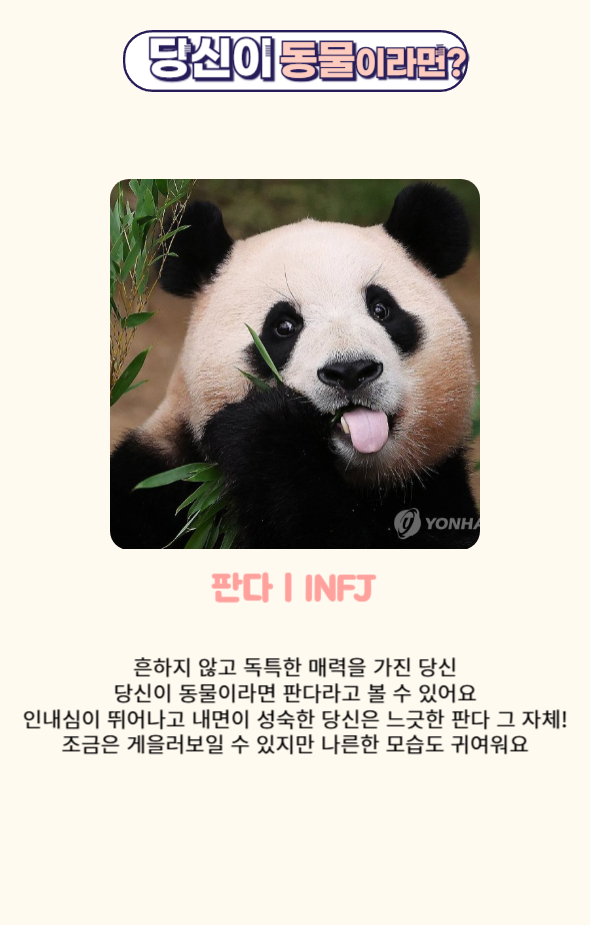 당신이 동물이라면?
YONHA
판다 | INFJ
흔하지 않고 독특한 매력을 가진 당신
당신이 동물이라면 판다라고 볼 수 있어요
인내심이 뛰어나고 내면이 성숙한 당신은 느긋한 판다 그 자체!
조금은 게을러보일 수 있지만 나른한 모습도 귀여워요